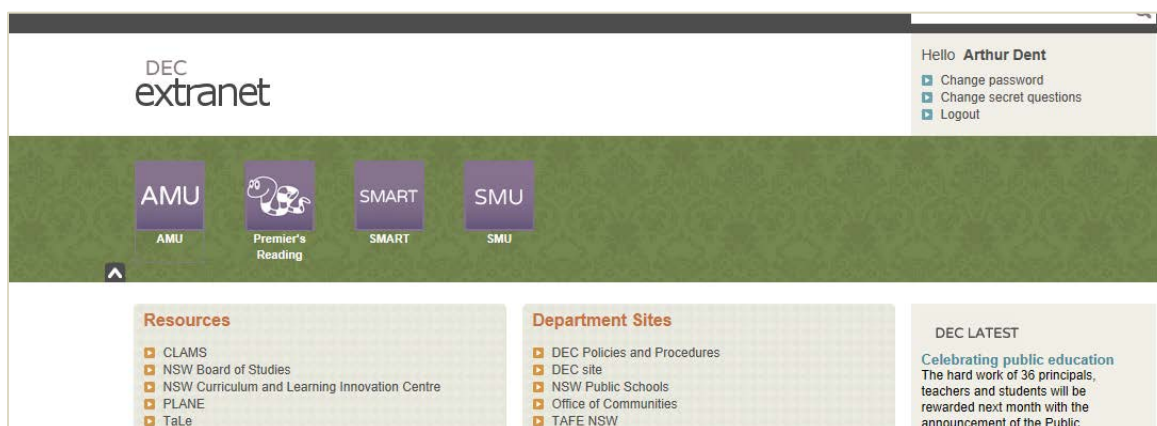 Hello Arthur Dent
Change password
Change secret questions
Logout
DEC
extranet
AMU
SMART
SMU
AMU
Premier's
Reading
SMART
SMU
Resources
CLAMS
NSW Board of Studies
NSW Curriculum and Learning Innovation Centre
PLANE
TaLe
Department Sites
DEC Policies and Procedures
DEC site
NSW Public Schools
Office of Communities
TAFE NSW
DEC LATEST
Celebrating public education
The hard work of 36 principals,
teachers and students will be
rewarded next month with the
announcement of the Public